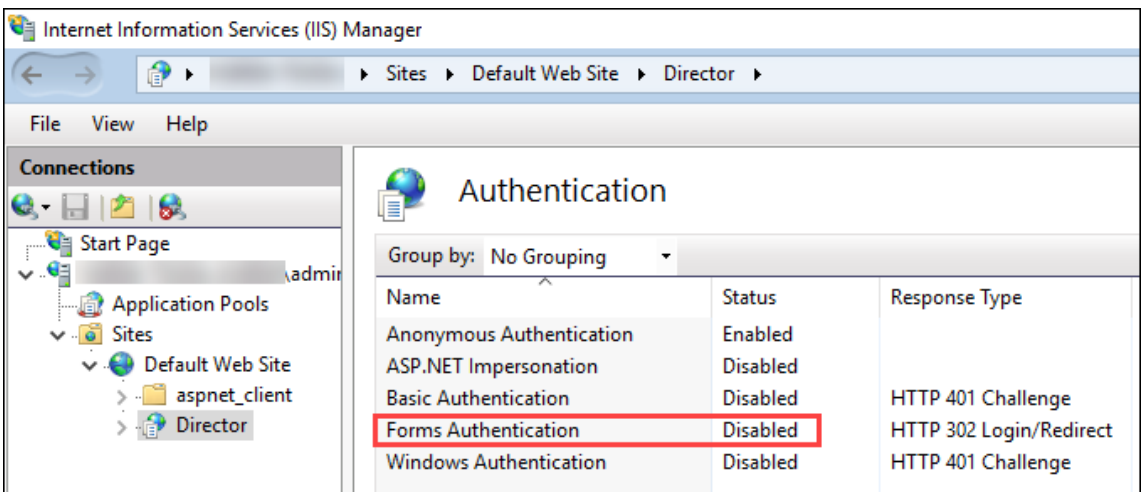 Internet Information Services (IIS) Manager
Sites Default Web Site Director
File View Help
Connections
Start Page
\admin
Application Pools
Sites
Default Web Site
aspnet_client
Director
Authentication
Group by: No Grouping
Name Status Response Type
Anonymous Authentication Enabled
ASP.NET Impersonation Disabled
Basic Authentication Disabled HTTP 401 Challenge
Forms Authentication Disabled HTTP 302 Login/Redirect
Windows Authentication Disabled HTTP 401 Challenge